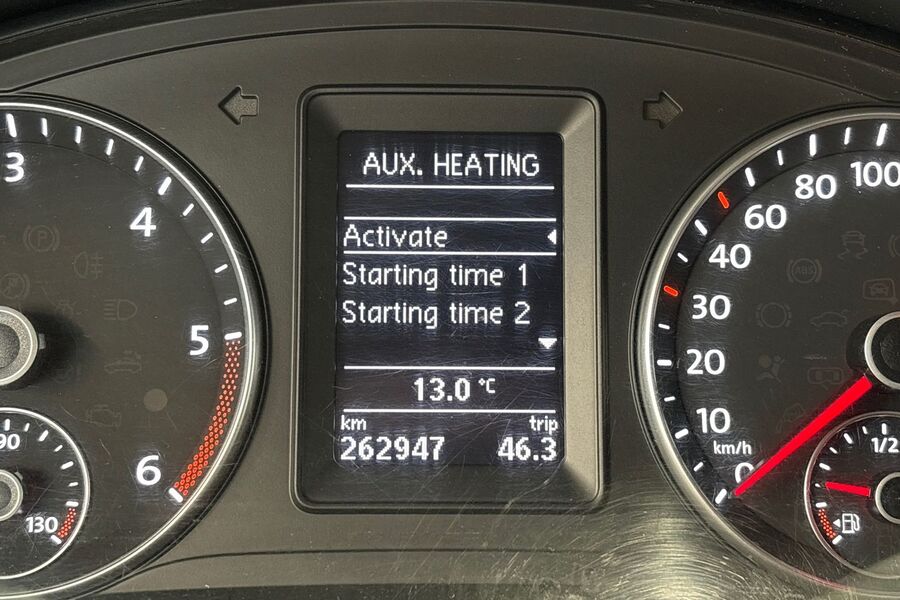 AUX. HEATING
Activate
Starting time 1
Starting time 2
13.0 °C
km trip
262947 46.3
3
4
5
6
90
130
0
10
20
30
40
60
80
100
km/h
1/2
ABS